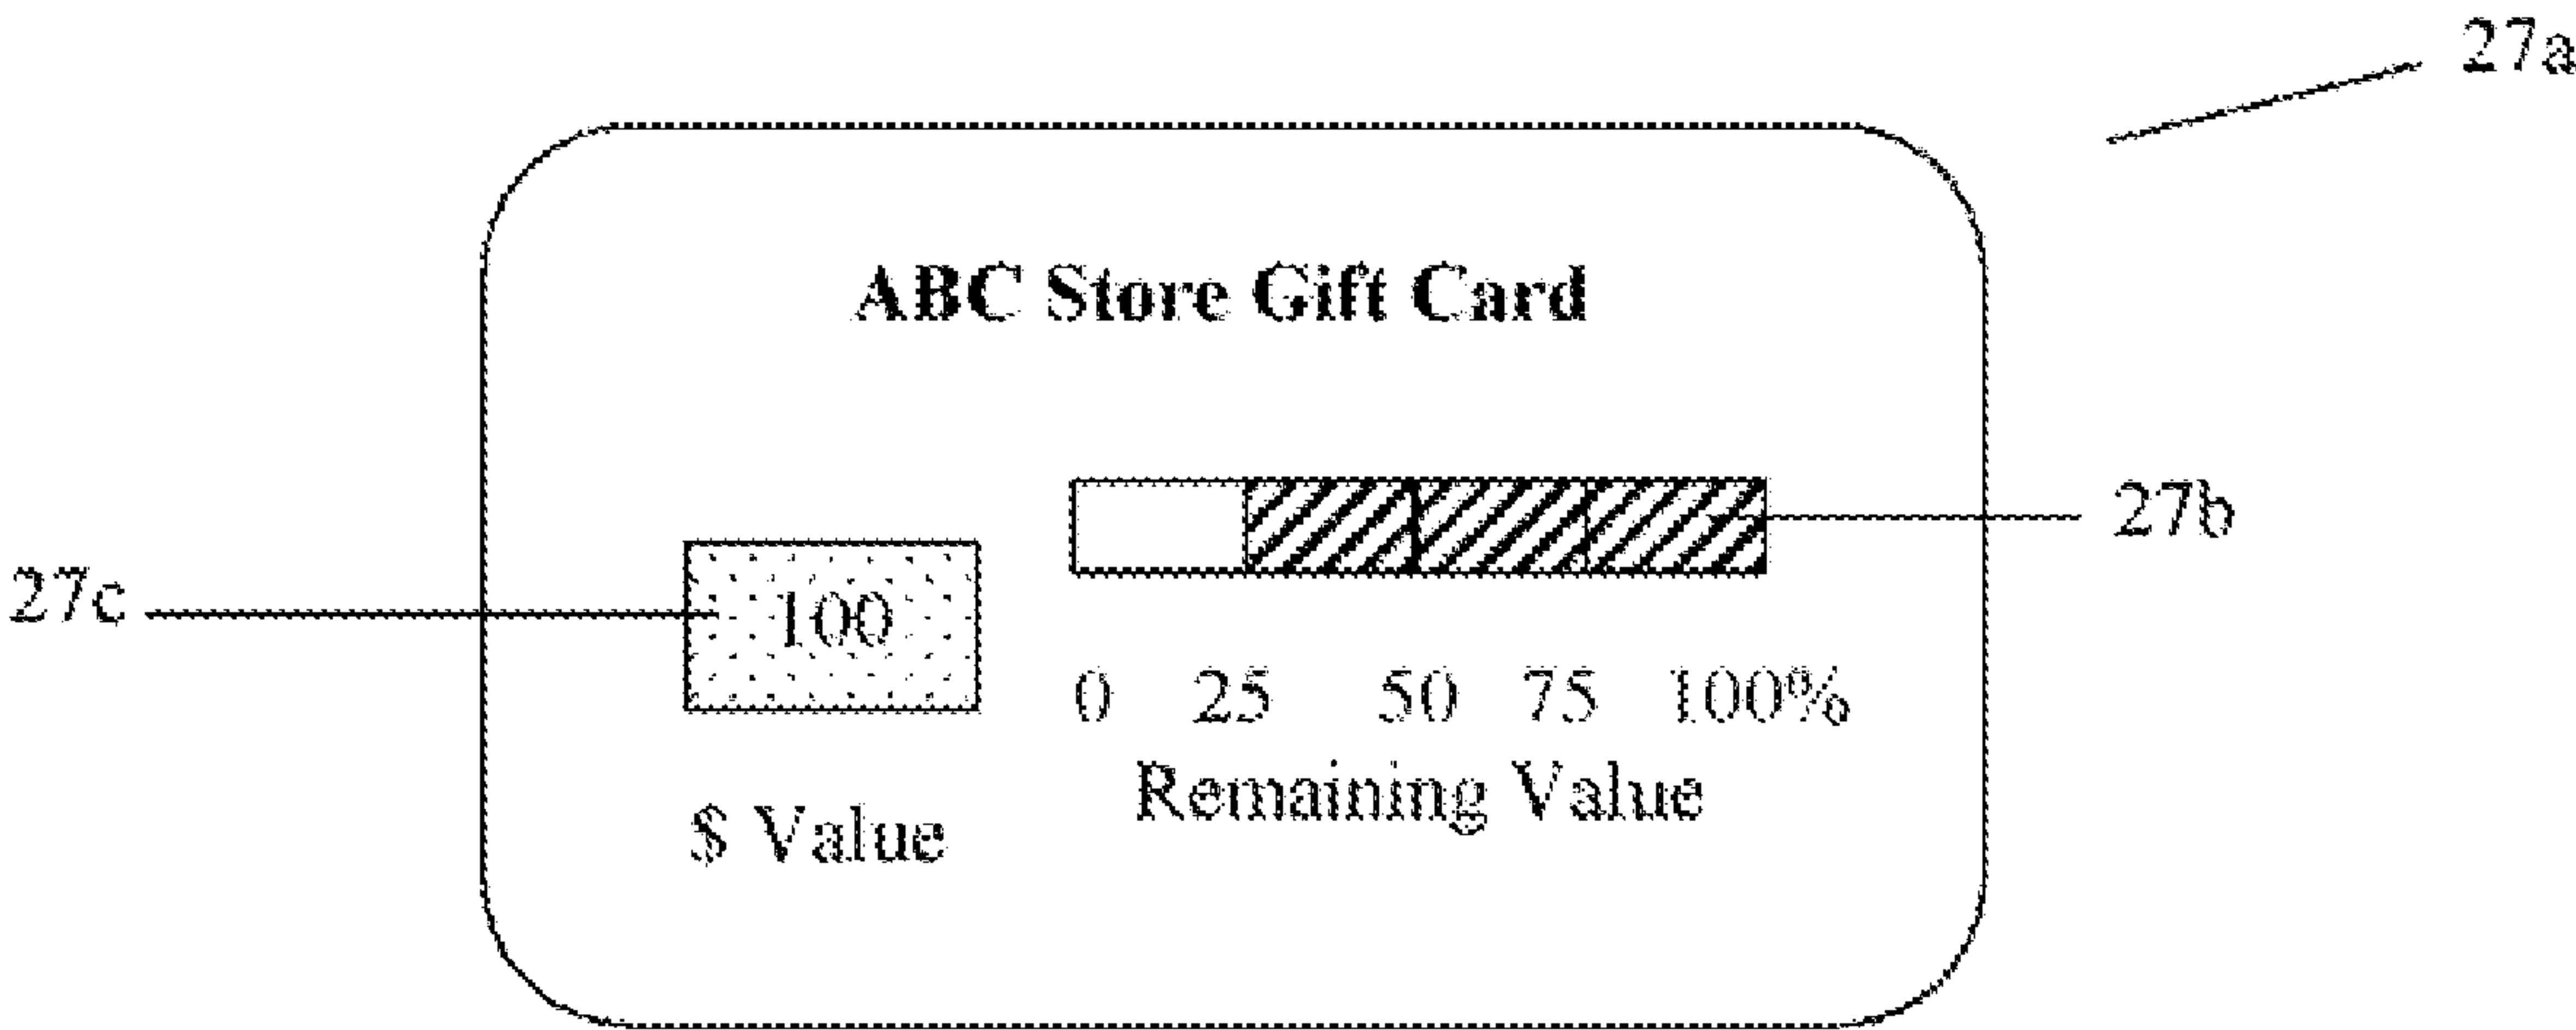 27a
ABC Store Gift Card
27b
27c
100
0 25 50 75 100%
Remaining Value
$ Value